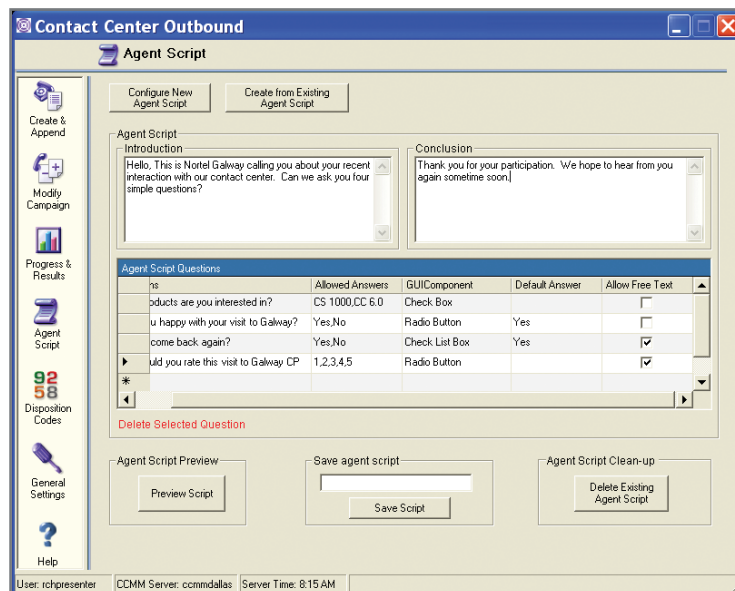 Contact Center Outbound
Agent Script
Create &
Append
Modify
Campaign
Progress &
Results
Agent
Script
92
58
Disposition
Codes
General
Settings
?
Help
Configure New
Agent Script
Create from Existing
Agent Script
Agent Script
Introduction
Hello, This is Nortel Galway calling you about your recent
interaction with our contact center. Can we ask you four
simple questions?
Conclusion
Thank you for your participation. We hope to hear from you
again sometime soon.
Agent Script Questions
Allowed Answers GUIComponent Default Answer Allow Free Text
are you interested in? CS 1000,CC 6.0 Check Box
happy with your visit to Galway? Yes,No Radio Button Yes
come back again? Yes,No Check List Box Yes
you rate this visit to Galway CP 1,2,3,4,5 Radio Button
*
Delete Selected Question
Agent Script Preview
Preview Script
Save agent script
Save Script
Agent Script Clean-up
Delete Existing
Agent Script
User: rchpresenter CCMM Server: ccmmdallas Server Time: 8:15 AM